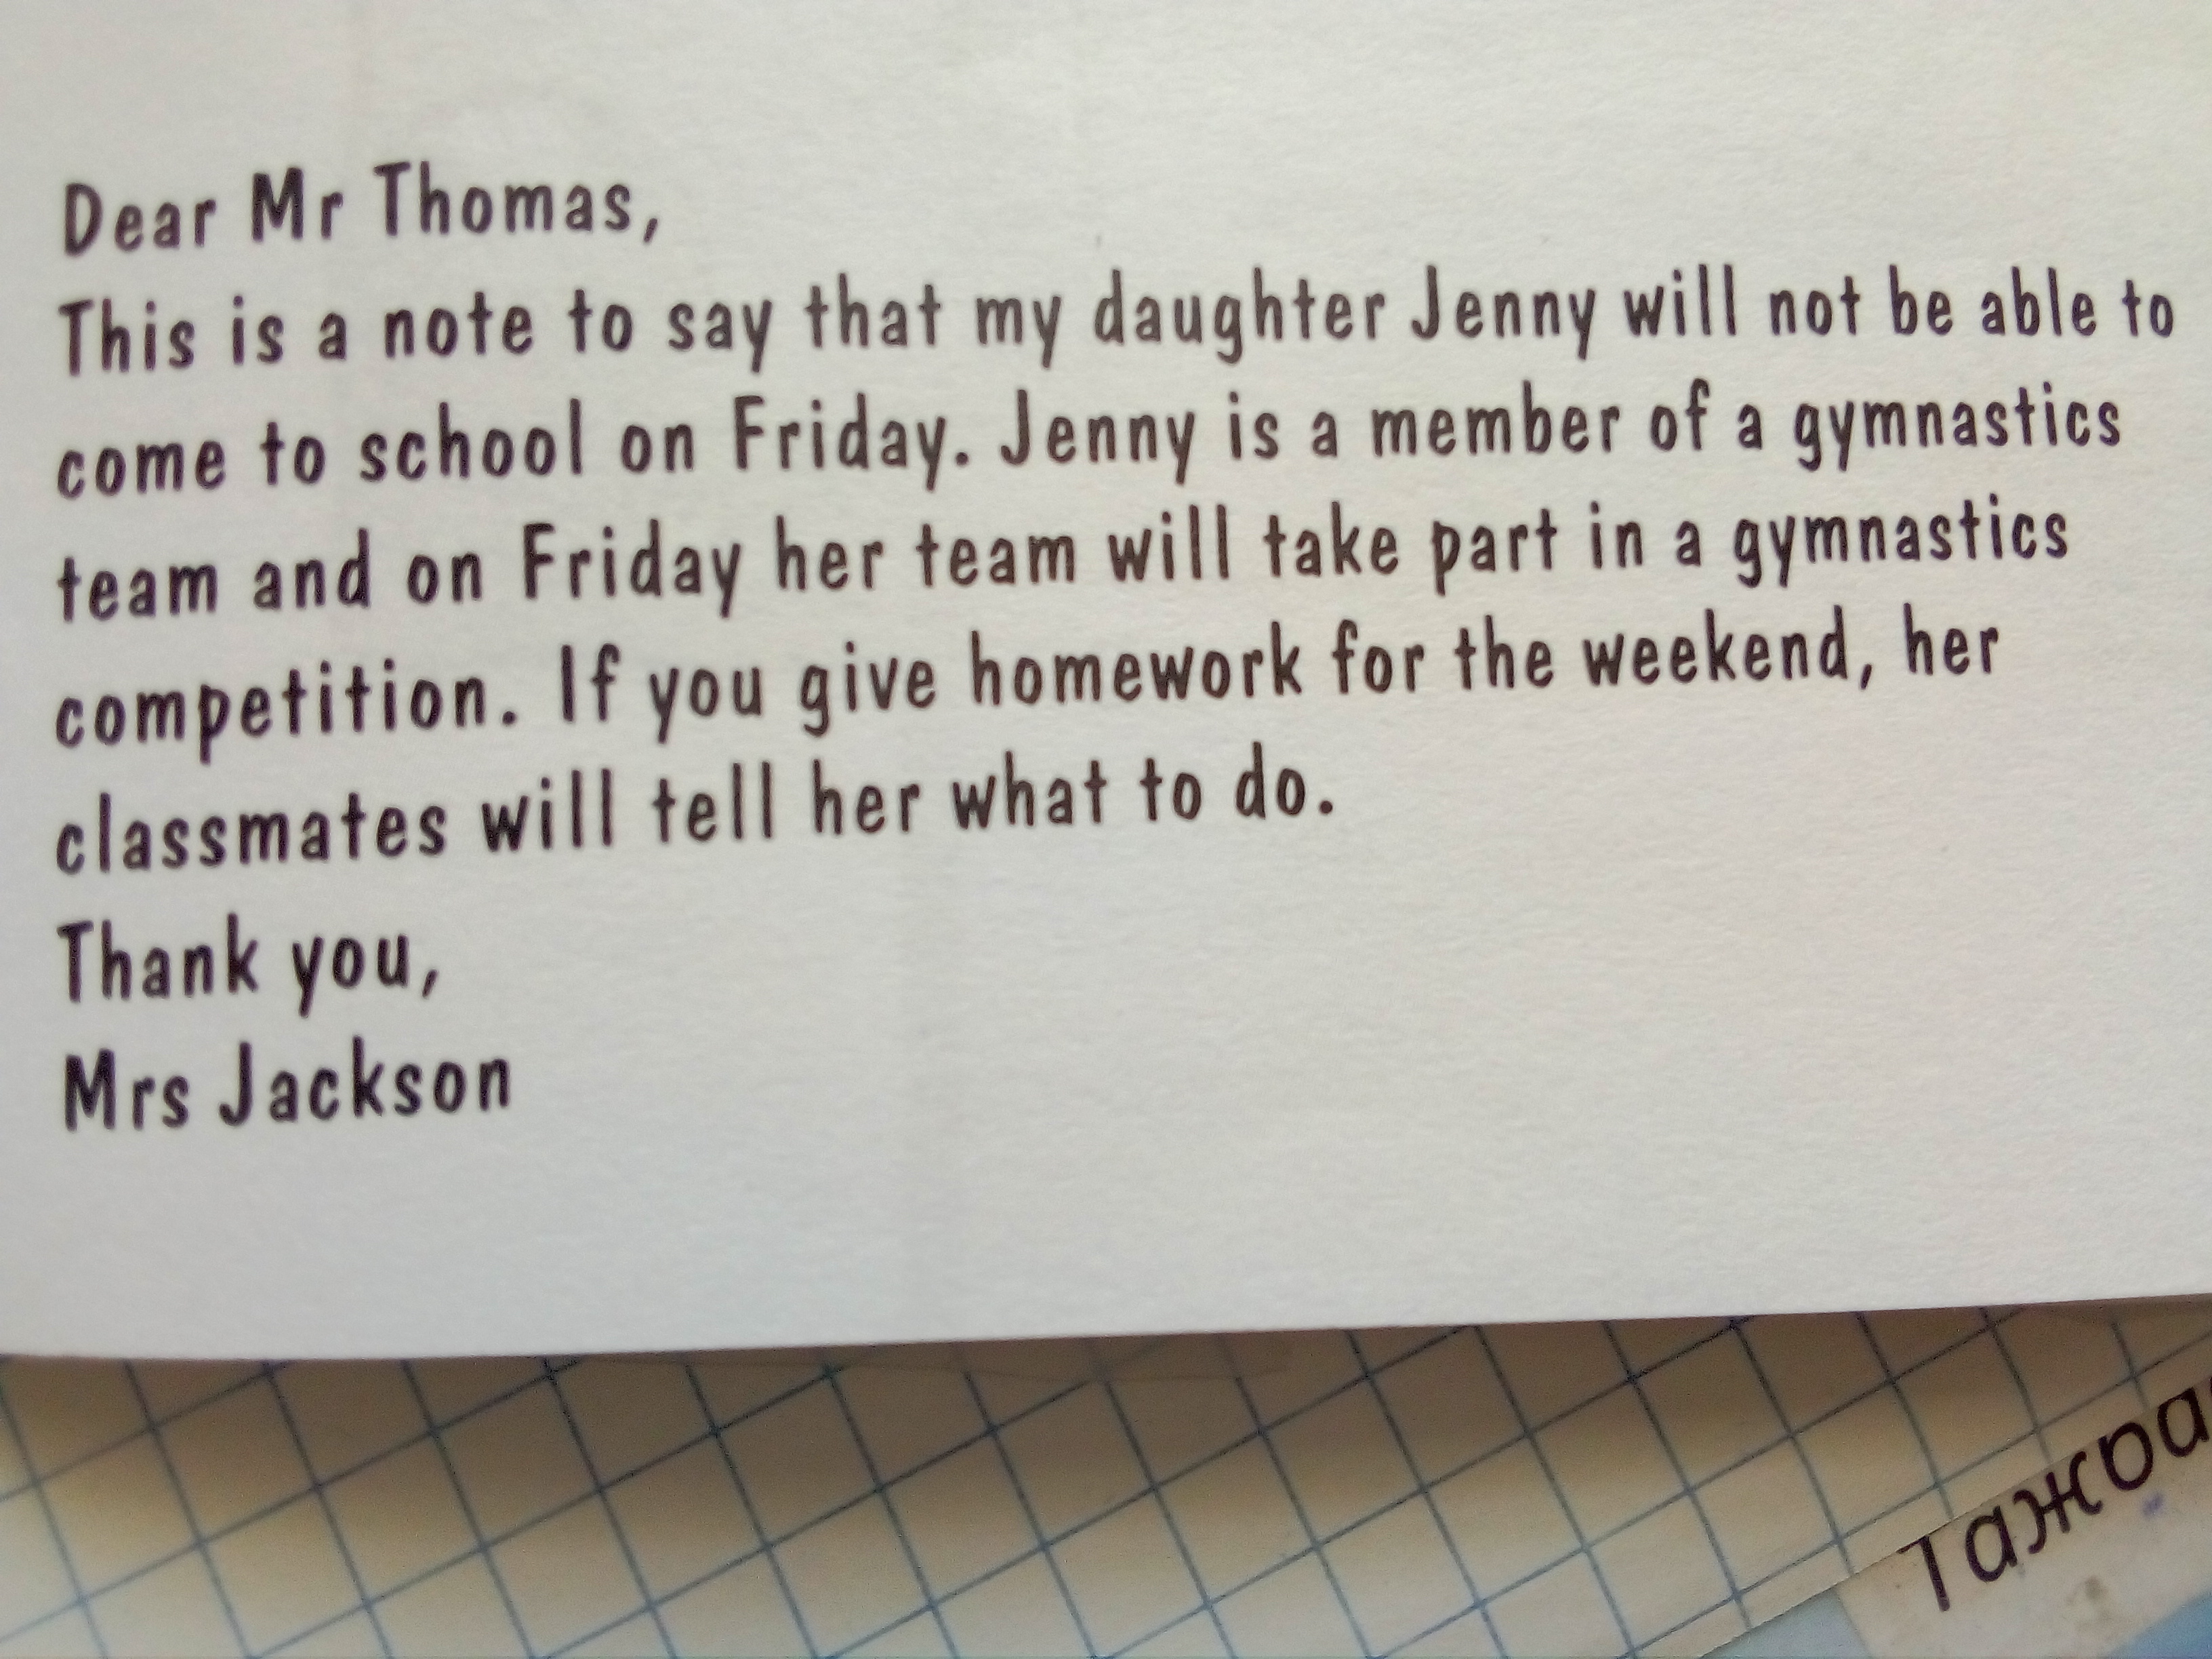 Dear Mr Thomas,
This is a note to say that my daughter Jenny will not be able to
come to school on Friday. Jenny is a member of a gymnastics
team and on Friday her team will take part in a gymnastics
competition. If you give homework for the weekend, her
classmates will tell her what to do.
Thank you,
Mrs Jackson